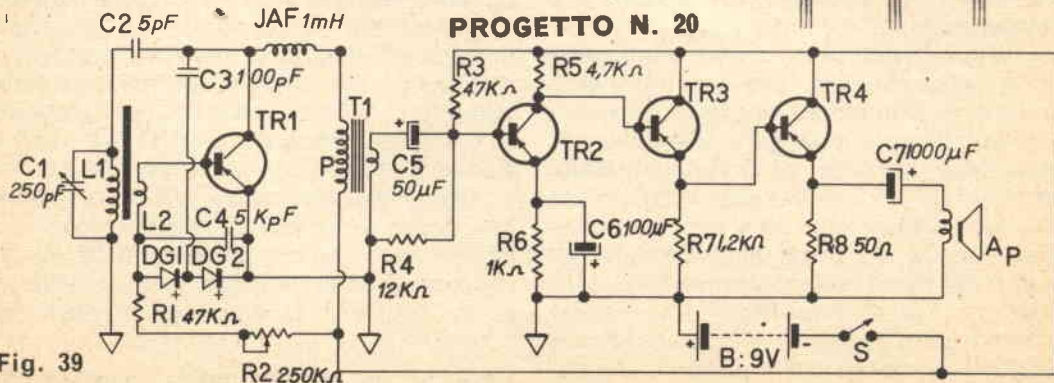 PROGETTO N. 20
C2 5pF
JAF 1mH
C3 100pF
TR1
C1
250pF
L1
L2
C4 5 KpF
DG1
DG2
R1 47KΩ
R2 250KΩ
T1
P
C5
50μF
R3
47KΩ
R4
12KΩ
R5 4,7KΩ
TR2
R6
1KΩ
C6 100μF
TR3
R7 1,2KΩ
TR4
R8 50Ω
C7 1000μF
AP
B:9V
S
Fig. 39